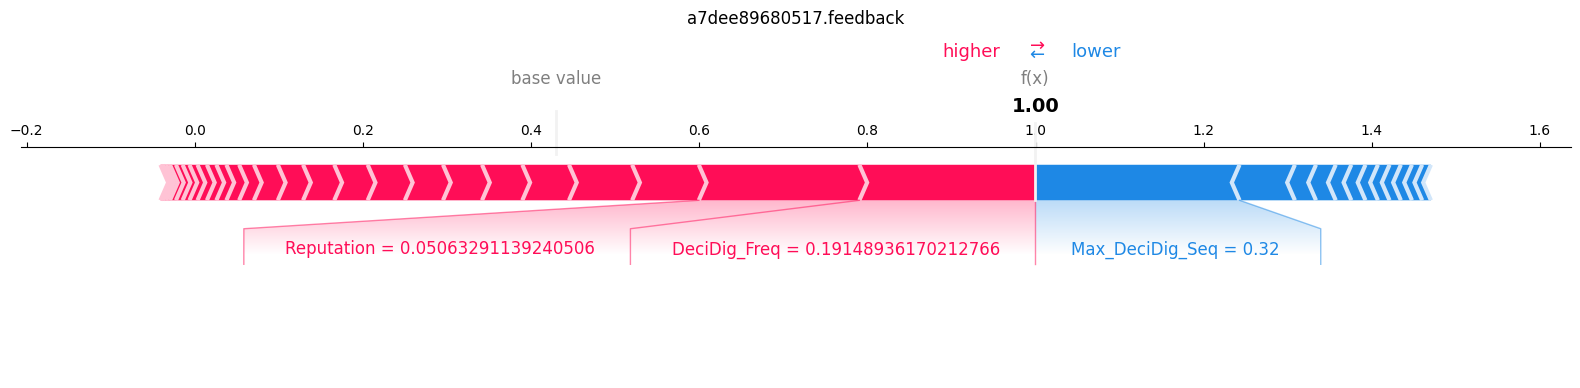 a7dee89680517.feedback
higher → ← lower
base value f(x)
1.00
−0.2 0.0 0.2 0.4 0.6 0.8 1.0 1.2 1.4 1.6
Reputation = 0.05063291139240506 DeciDig_Freq = 0.19148936170212766 Max_DeciDig_Seq = 0.32